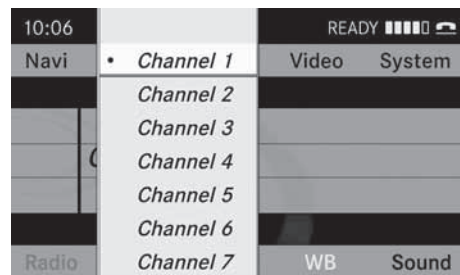 10:06 READY
Navi • Channel 1 Video System
Channel 2
Channel 3
Channel 4
Channel 5
Channel 6
Radio Channel 7 WB Sound